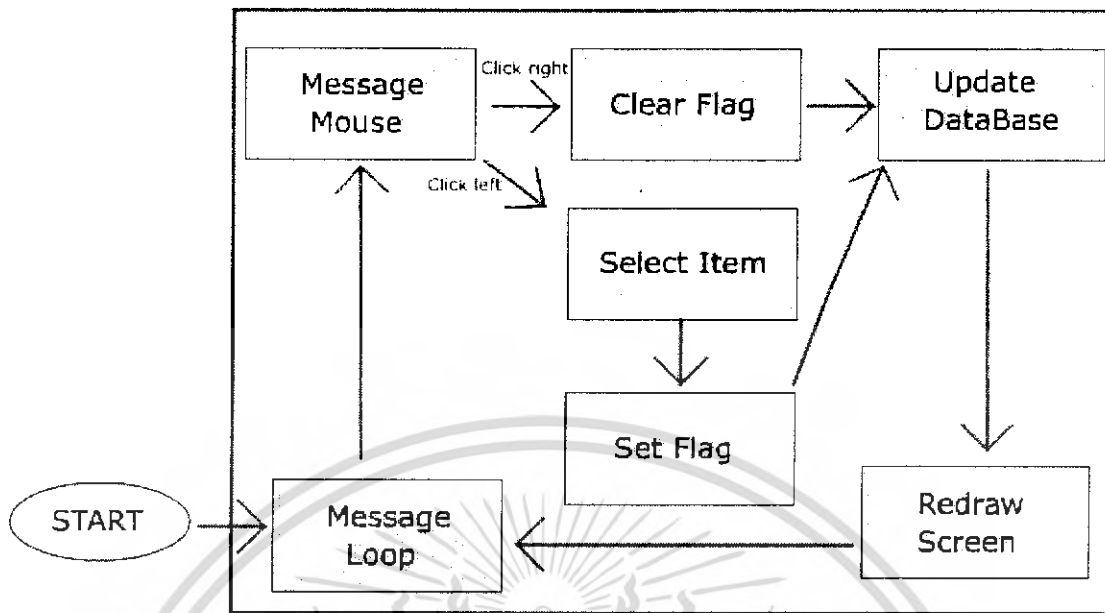 Message
Mouse
Click right
Clear Flag
Update
DataBase
Click left
Select Item
Set Flag
START
Message
Loop
Redraw
Screen